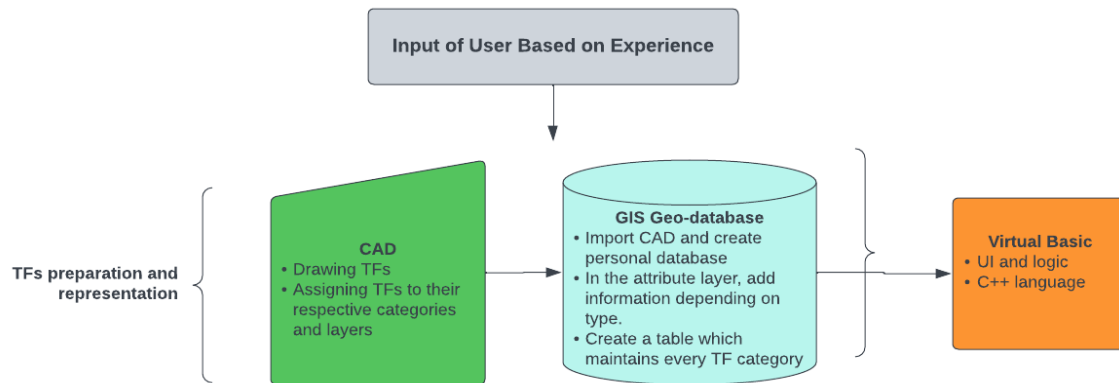 Input of User Based on Experience
TFs preparation and
representation
CAD
• Drawing TFs
• Assigning TFs to their
respective categories
and layers
GIS Geo-database
• Import CAD and create
personal database
• In the attribute layer, add
information depending on
type.
• Create a table which
maintains every TF category
Virtual Basic
• UI and logic
• C++ language